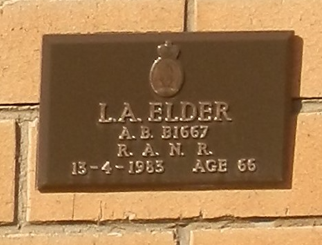 L.A. ELDER
A. B. B1667
R. A. N. R.
13-4-1983 AGE 66